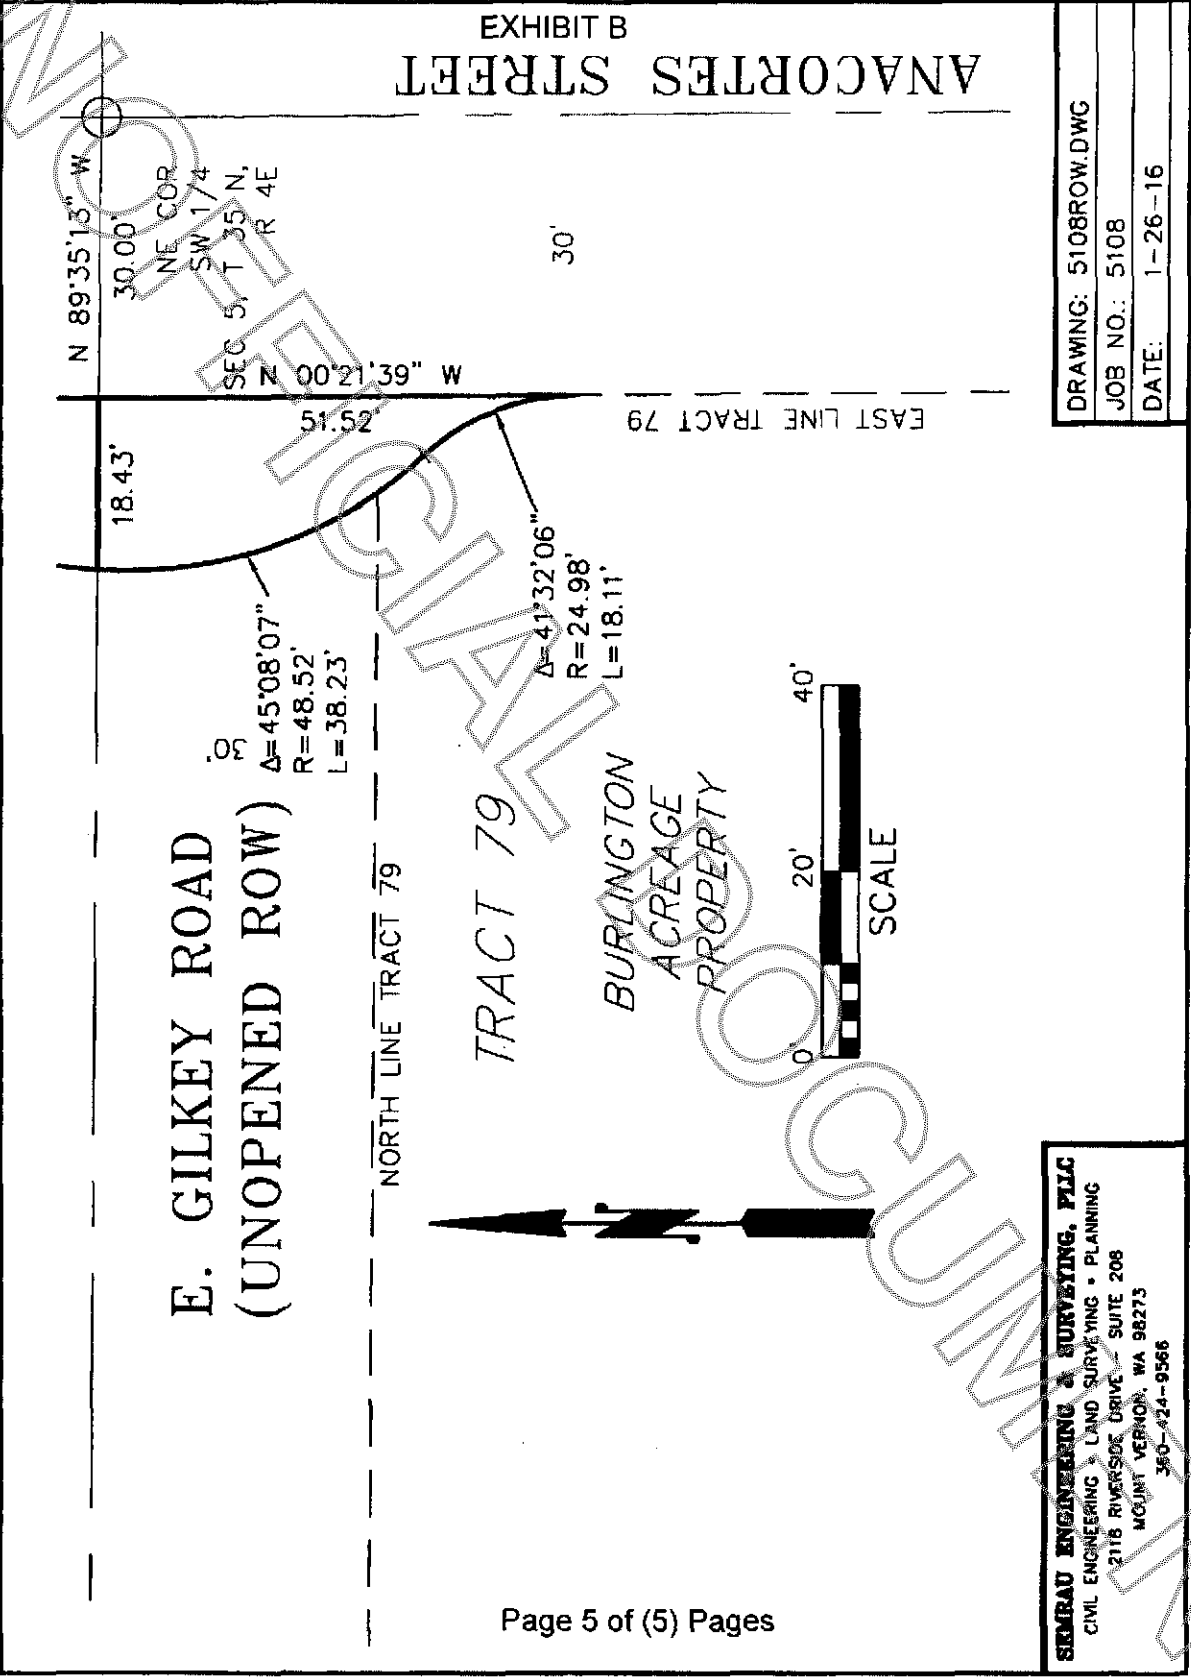 EXHIBIT B
ANACORTES STREET
N 89°35'13" W
30.00'
NE COR
SW 1/4
SEC 5, T 35 N,
R 4E
30'
N 00°21'39" W
51.52'
EAST LINE TRACT 79
18.43'
Δ=45°08'07"
R=48.52'
L=38.23'
30'
Δ=41°32'06"
R=24.98'
L=18.11'
E. GILKEY ROAD
(UNOPENED ROW)
NORTH LINE TRACT 79
TRACT 79
BURLINGTON
ACREAGE
PROPERTY
0' 20' 40'
SCALE
DRAWING: 5108ROW.DWG
JOB NO.: 5108
DATE: 1-26-16
SEMRAU ENGINEERING & SURVEYING, PLLC
CIVIL ENGINEERING • LAND SURVEYING • PLANNING
2118 RIVERSIDE DRIVE - SUITE 208
MOUNT VERNON, WA 98273
360-424-9566
Page 5 of (5) Pages